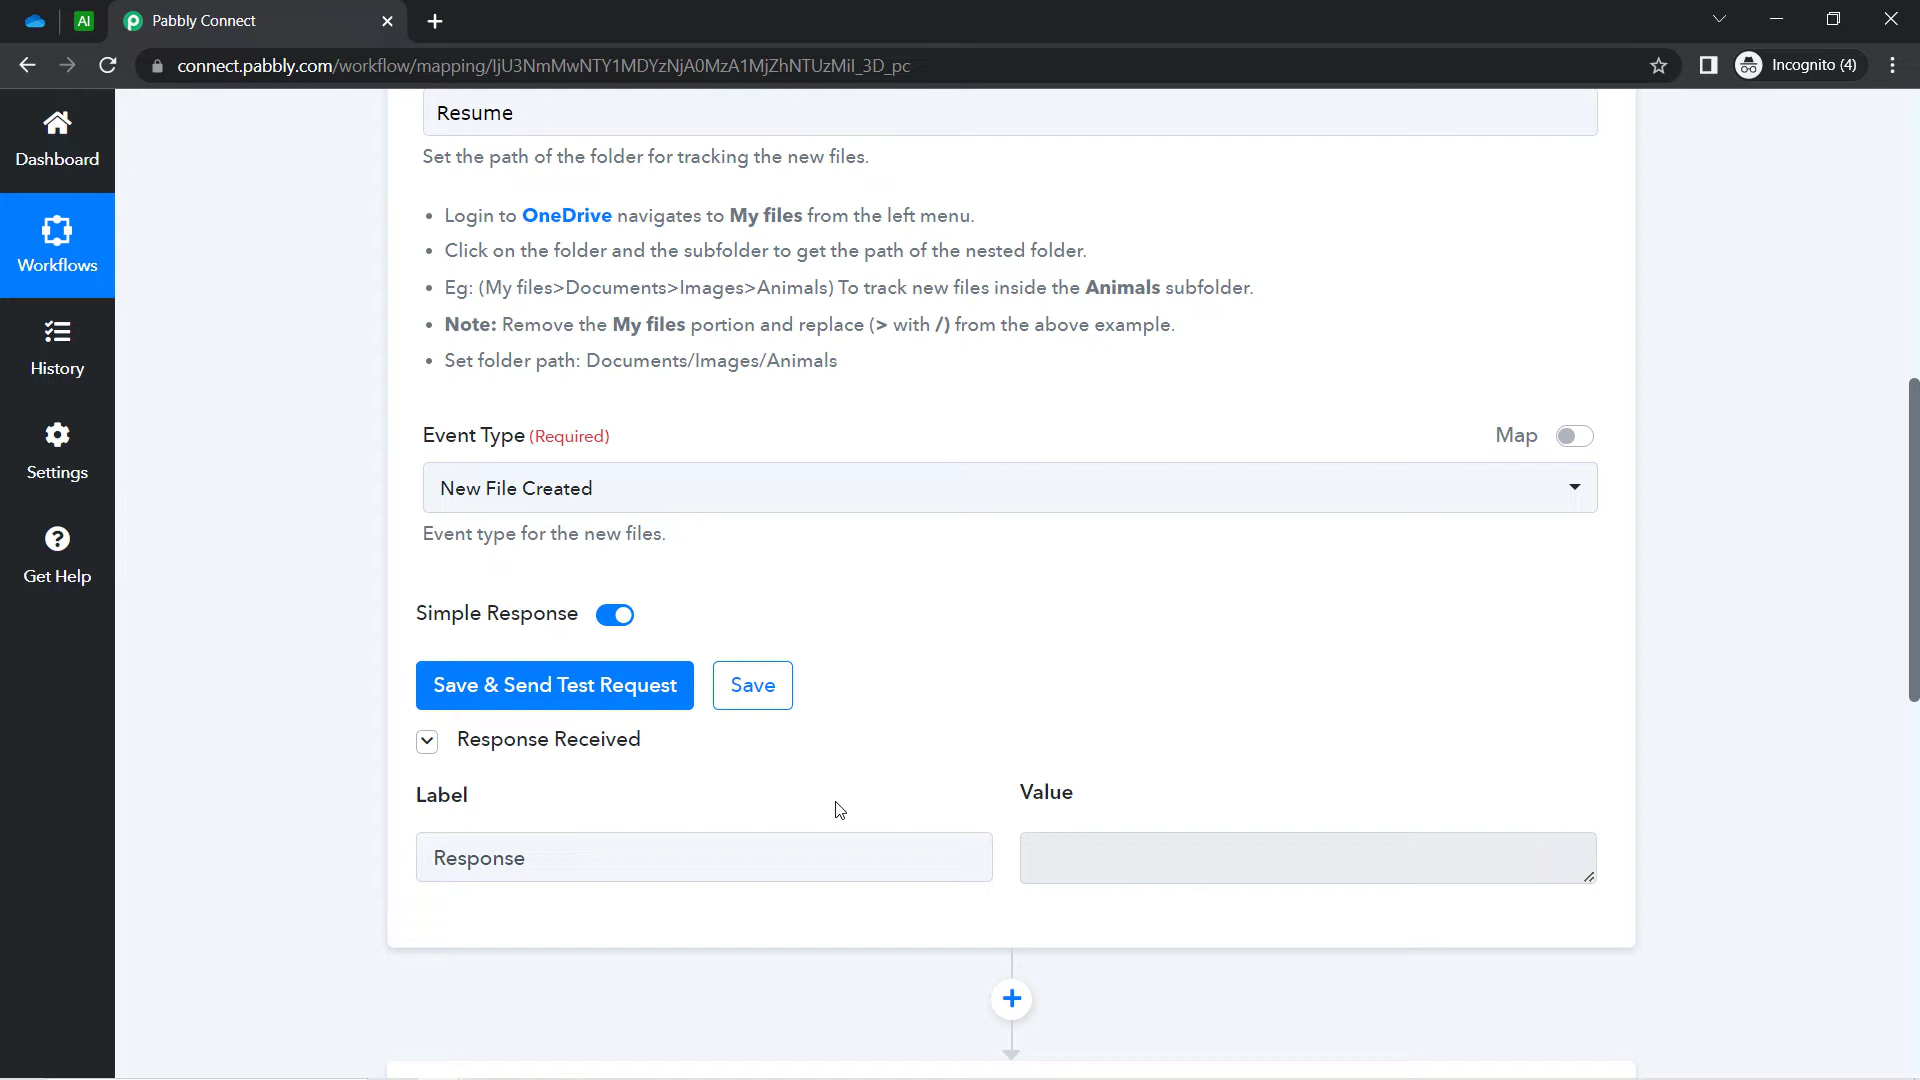 AI
Pabbly Connect
connect.pabbly.com/workflow/mapping/IjU3NmMwNTY1MDYzNjA0MzA1MjZhNTUzMiI_3D_pc
Incognito (4)
Dashboard
Workflows
History
Settings
Get Help
Resume
Set the path of the folder for tracking the new files.
• Login to OneDrive navigates to My files from the left menu.
• Click on the folder and the subfolder to get the path of the nested folder.
• Eg: (My files>Documents>Images>Animals) To track new files inside the Animals subfolder.
• Note: Remove the My files portion and replace (> with /) from the above example.
• Set folder path: Documents/Images/Animals
Event Type (Required)
Map
New File Created
Event type for the new files.
Simple Response
Save & Send Test Request
Save
Response Received
Label
Value
Response